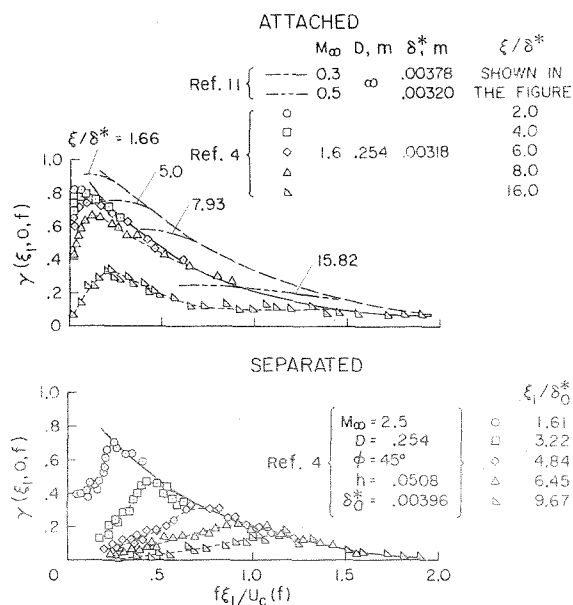 ATTACHED
M∞ D, m δ*, m ξ/δ*
Ref. 11 { 0.3 ∞ .00378 SHOWN IN
0.5 .00320 THE FIGURE
Ref. 4 { ○ 1.6 .254 .00318 2.0
□ 4.0
◇ 6.0
△ 8.0
◺ 16.0
ξ/δ* = 1.66
5.0
7.93
15.82
γ(ξ₁,0,f)
1.0
.8
.6
.4
.2
0
SEPARATED
ξ₁/δ₀*
Ref. 4
M∞ = 2.5
D = .254
φ = 45°
h = .0508
δ₀* = .00396
○ 1.61
□ 3.22
◇ 4.84
△ 6.45
◺ 9.67
γ(ξ₁,0,f)
1.0
.8
.6
.4
.2
0 .5 1.0 1.5 2.0
fξ₁/U_c(f)